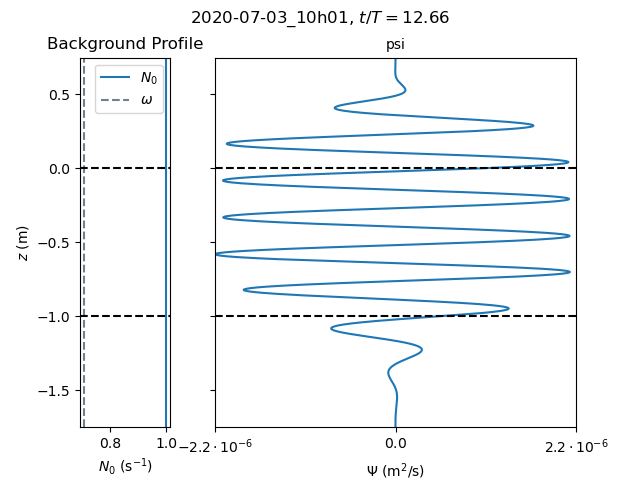 2020-07-03_10h01, t/T = 12.66
Background Profile
psi
N₀
ω
0.5
0.0
−0.5
−1.0
−1.5
z (m)
0.8
1.0
N₀ (s⁻¹)
−2.2 · 10⁻⁶
0.0
2.2 · 10⁻⁶
Ψ (m²/s)